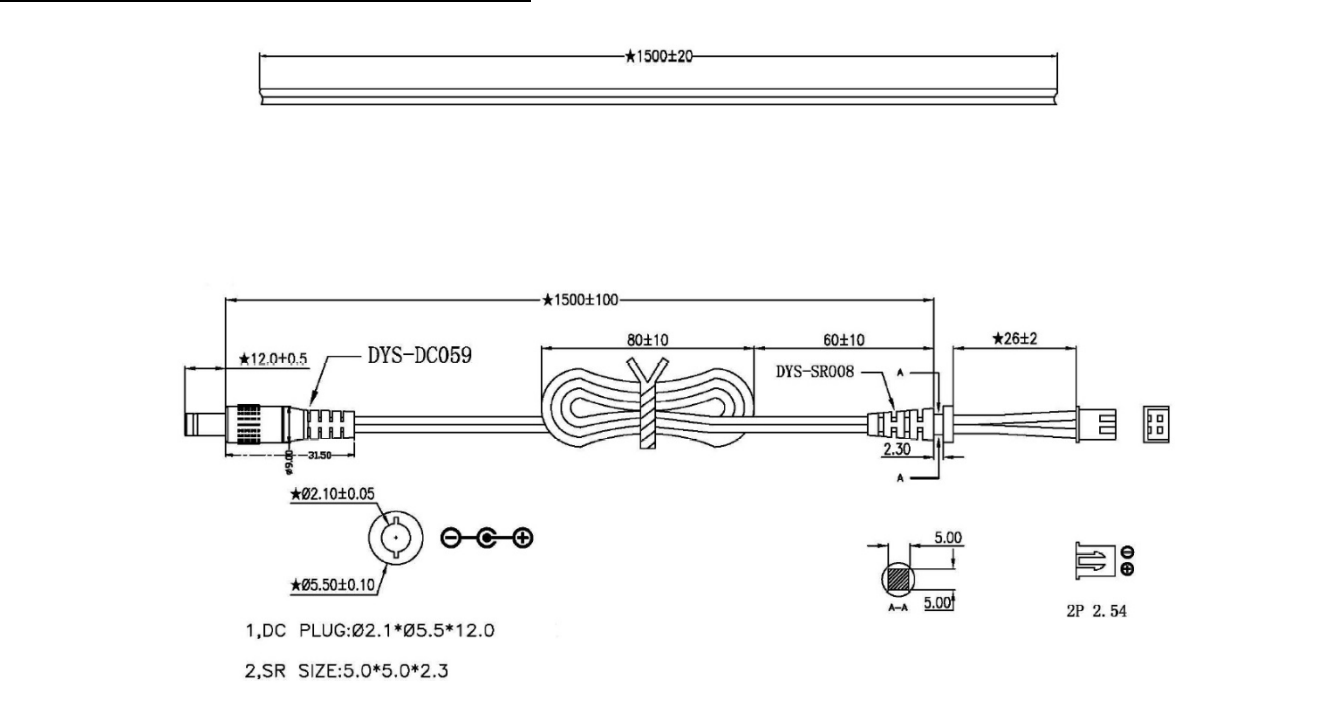 ★1500±20
★1500±100
80±10
60±10
★26±2
★12.0+0.5
DYS-DC059
DYS-SR008
A
Ø9.00
31.50
2.30
A
★Ø2.10±0.05
5.00
★Ø5.50±0.10
A-A
5.00
2P 2.54
1,DC PLUG:Ø2.1*Ø5.5*12.0
2,SR SIZE:5.0*5.0*2.3